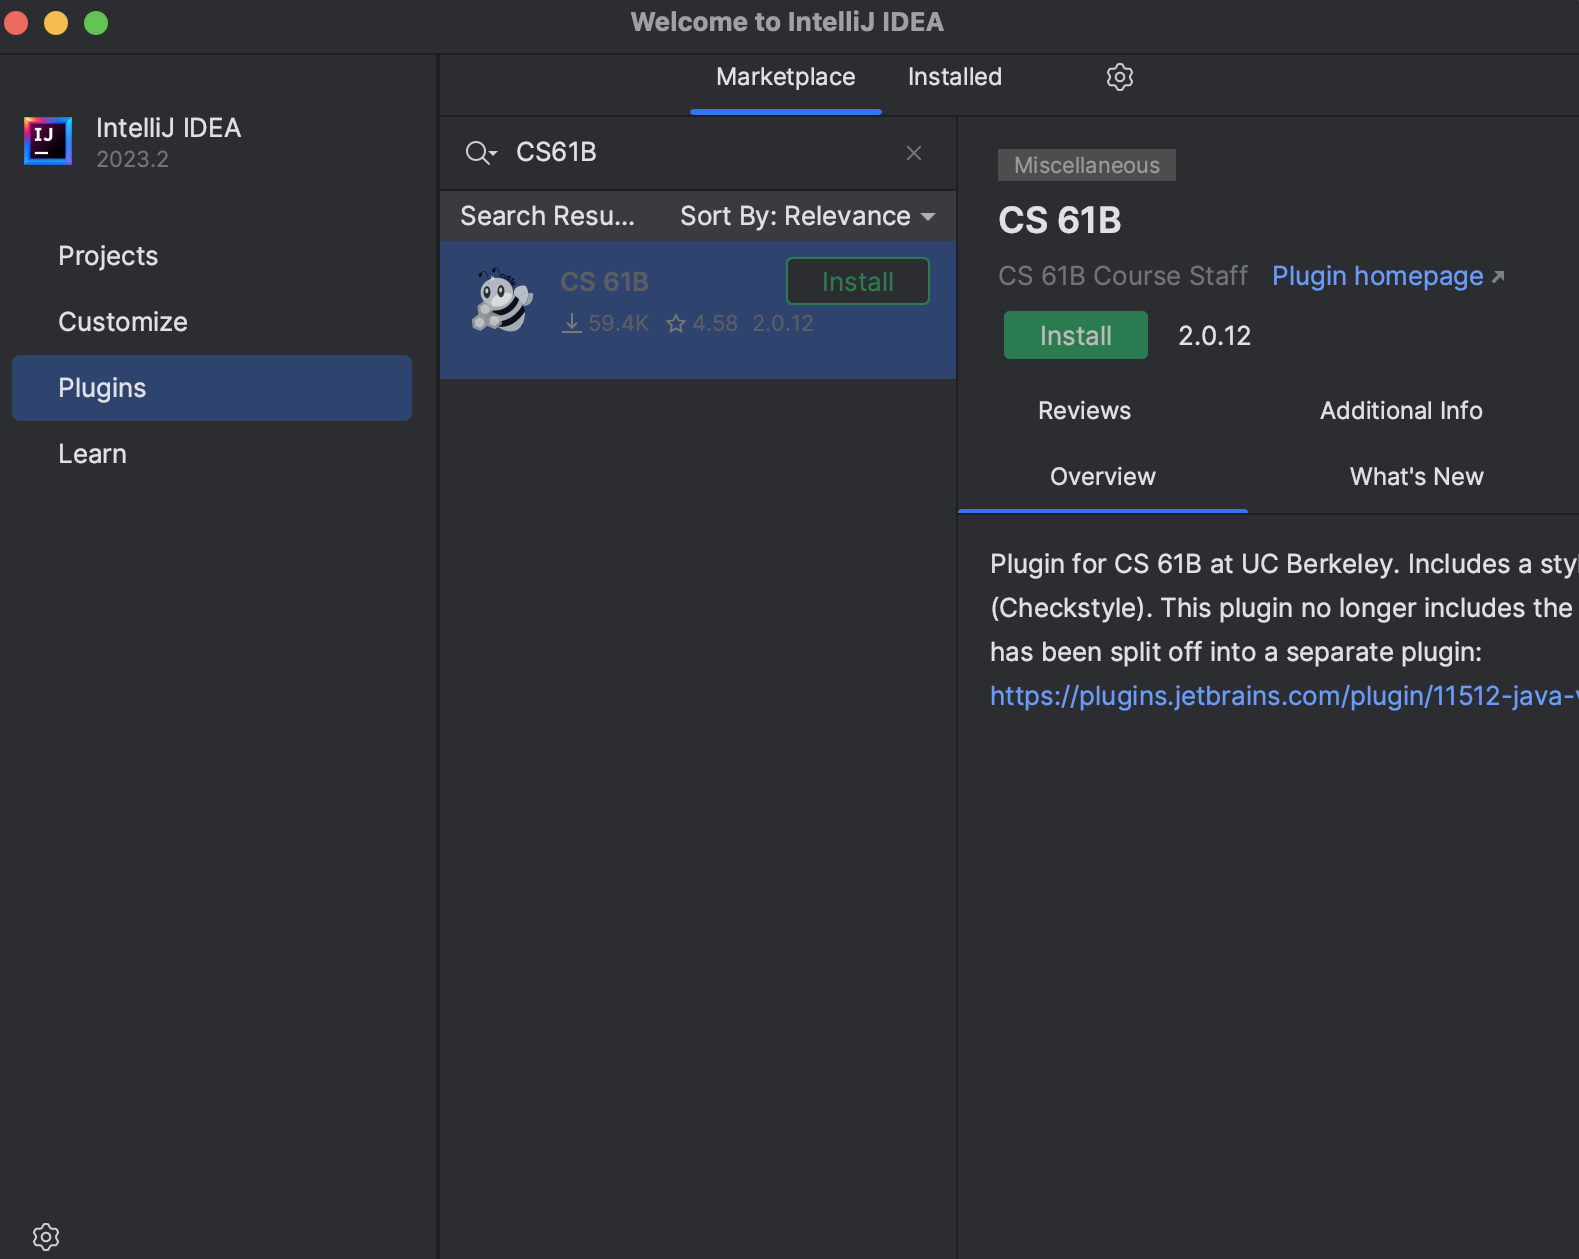 Welcome to IntelliJ IDEA
IJ
IntelliJ IDEA
2023.2
Projects
Customize
Plugins
Learn
Marketplace
Installed
CS61B
Search Resu...
Sort By: Relevance
CS 61B
Install
59.4K 4.58 2.0.12
Miscellaneous
CS 61B
CS 61B Course Staff
Plugin homepage
Install
2.0.12
Reviews
Additional Info
Overview
What's New
Plugin for CS 61B at UC Berkeley. Includes a sty
(Checkstyle). This plugin no longer includes the
has been split off into a separate plugin:
https://plugins.jetbrains.com/plugin/11512-java-